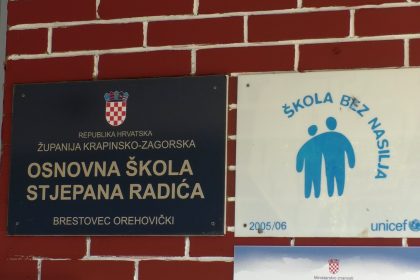 REPUBLIKA HRVATSKA
ŽUPANIJA KRAPINSKO-ZAGORSKA
OSNOVNA ŠKOLA
STJEPANA RADIĆA
BRESTOVEC OREHOVIČKI
ŠKOLA BEZ NASILJA
2005/06
unicef